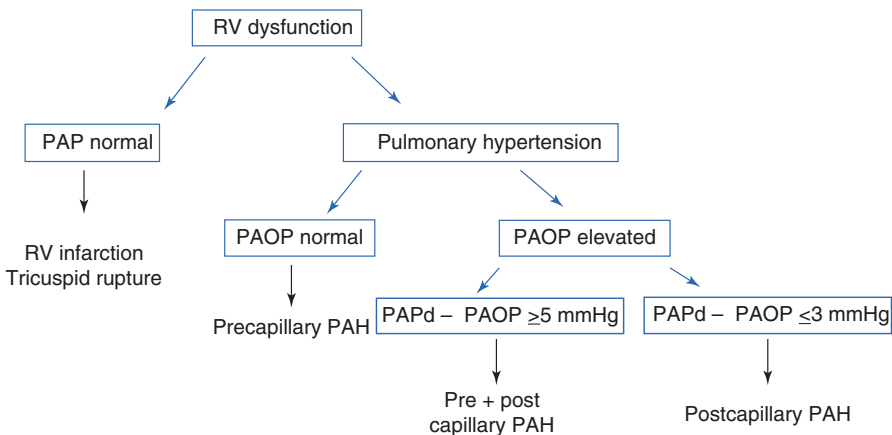 RV dysfunction
PAP normal
Pulmonary hypertension
RV infarction
Tricuspid rupture
PAOP normal
PAOP elevated
Precapillary PAH
PAPd – PAOP ≥5 mmHg
PAPd – PAOP ≤3 mmHg
Pre + post
capillary PAH
Postcapillary PAH